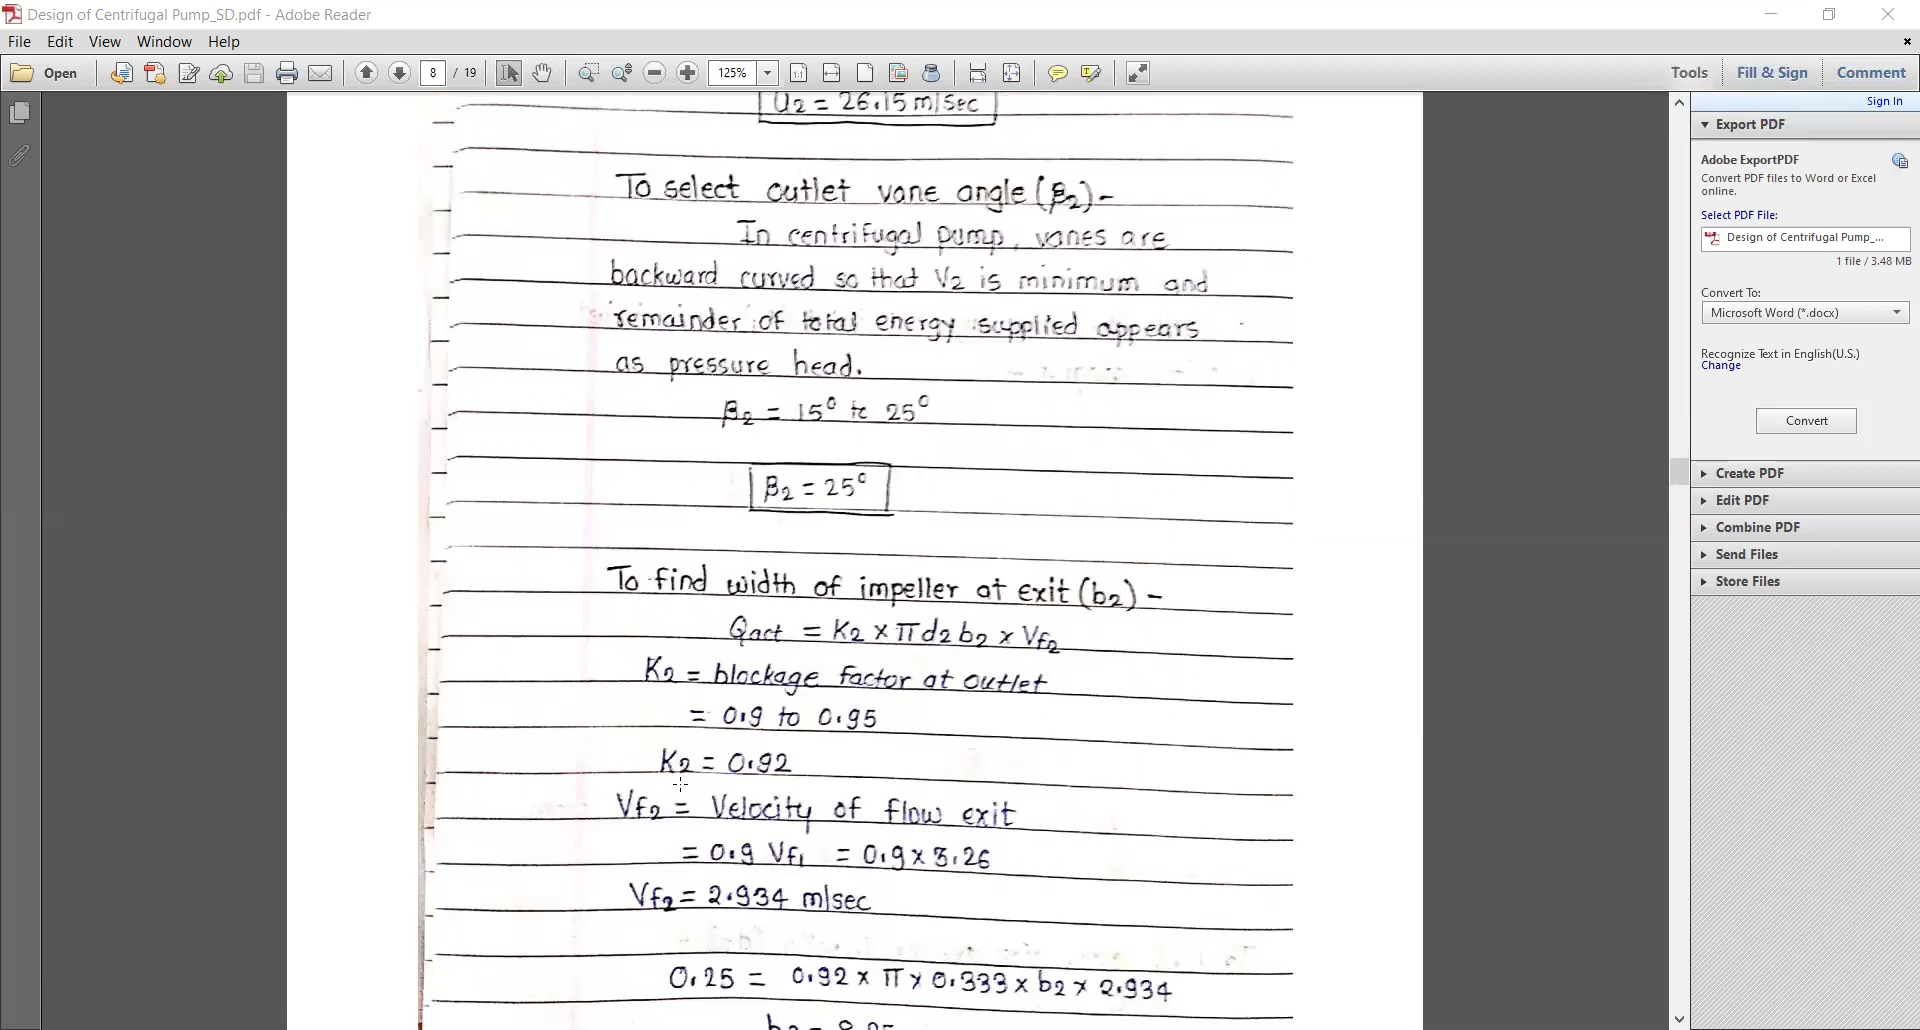 Design of Centrifugal Pump_SD.pdf - Adobe Reader
File Edit View Window Help
Open 8 / 19 125% Tools Fill & Sign Comment
Sign In
Export PDF
Adobe ExportPDF
Convert PDF files to Word or Excel
online.
Select PDF File:
Design of Centrifugal Pump_...
1 file / 3.48 MB
Convert To:
Microsoft Word (*.docx)
Recognize Text in English(U.S.)
Change
Convert
Create PDF
Edit PDF
Combine PDF
Send Files
Store Files
U2 = 26.15 m/sec
To select outlet vane angle (β2) -
In centrifugal pump, vanes are
backward curved so that V2 is minimum and
remainder of total energy supplied appears
as pressure head.
β2 = 15° to 25°
β2 = 25°
To find width of impeller at exit (b2) -
Qact = K2 × π d2 b2 × Vf2
K2 = blockage factor at outlet
= 0.9 to 0.95
K2 = 0.92
Vf2 = Velocity of flow exit
= 0.9 Vf1 = 0.9 × 3.26
Vf2 = 2.934 m/sec
0.25 = 0.92 × π × 0.333 × b2 × 2.934